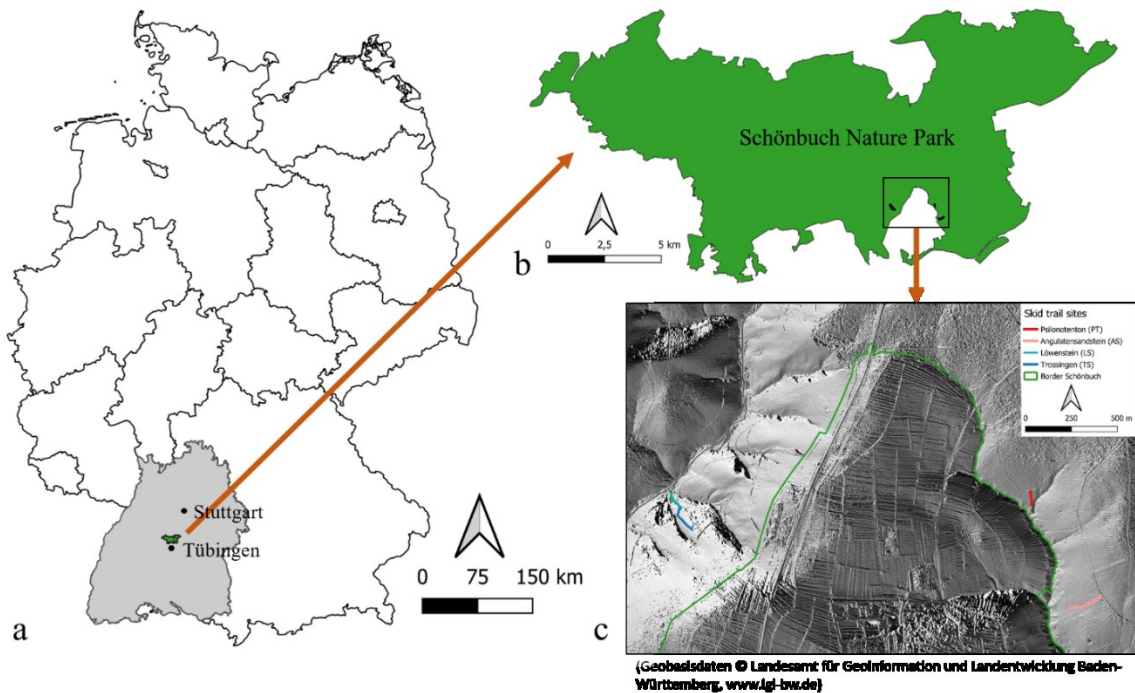 Stuttgart
Tübingen
0 75 150 km
a
Schönbuch Nature Park
0 2,5 5 km
b
Skid trail sites
Psilonotenton (PT)
Angulatensandstein (AS)
Löwenstein (LS)
Trossingen (TS)
Border Schönbuch
0 250 500 m
c
(Geobasisdaten © Landesamt für Geoinformation und Landentwicklung Baden-
Württemberg, www.lgl-bw.de)